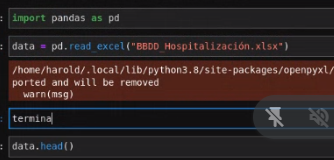 import pandas as pd
data = pd.read_excel("BBDD_Hospitalización.xlsx")
/home/harold/.local/lib/python3.8/site-packages/openpyxl/
ported and will be removed
warn(msg)
termina
data.head()